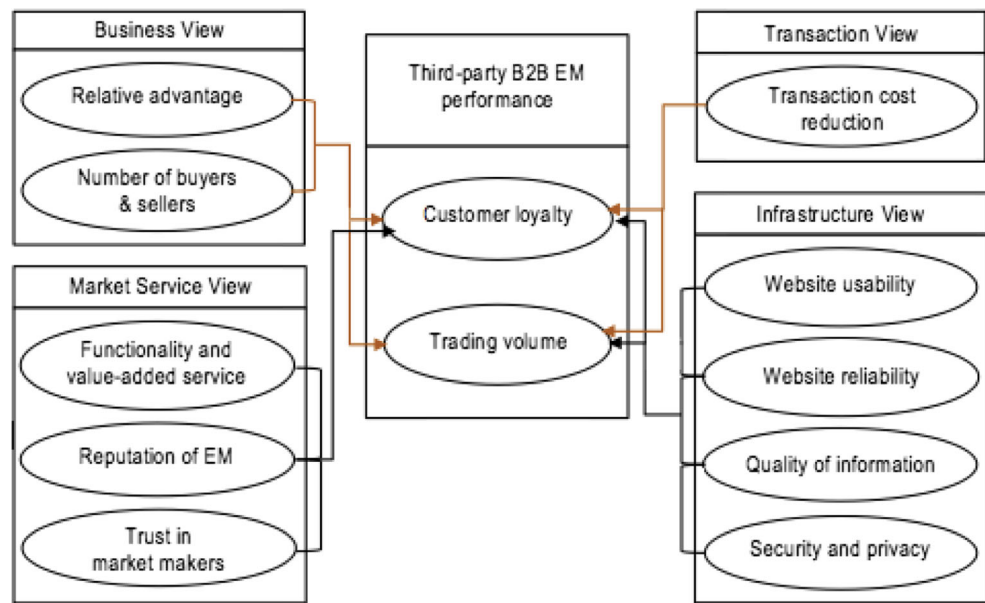 Business View
Relative advantage
Number of buyers
& sellers
Market Service View
Functionality and
value-added service
Reputation of EM
Trust in
market makers
Third-party B2B EM
performance
Customer loyalty
Trading volume
Transaction View
Transaction cost
reduction
Infrastructure View
Website usability
Website reliability
Quality of information
Security and privacy